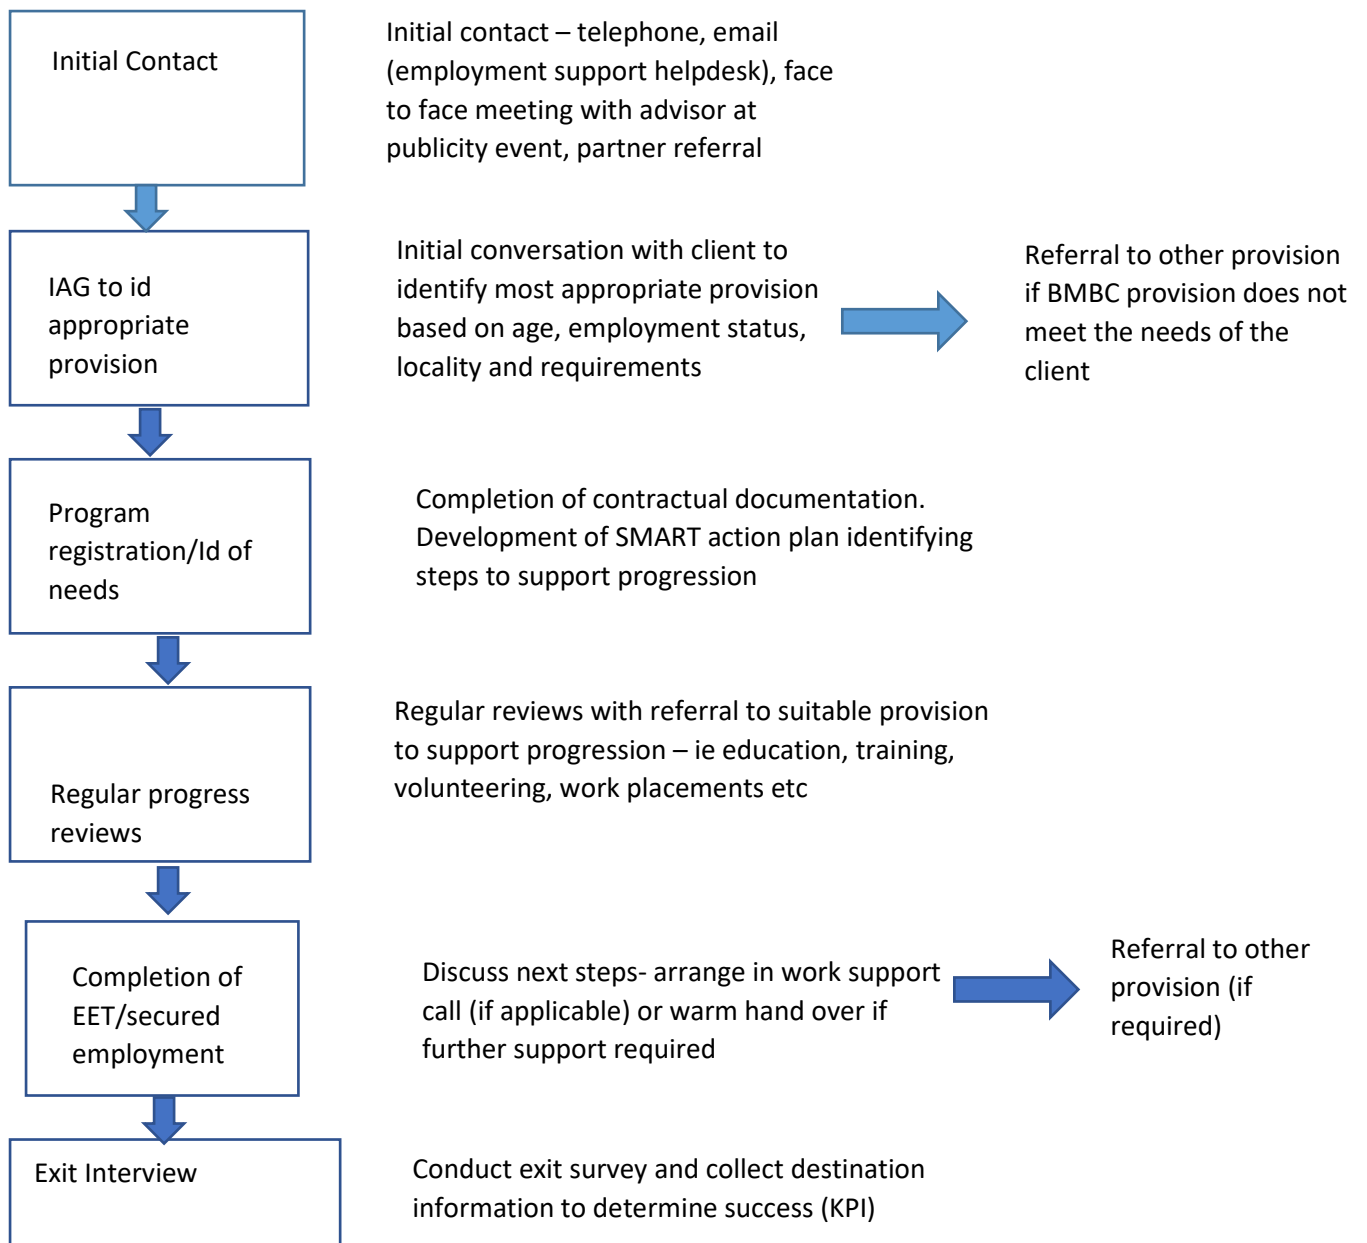 Initial Contact
Initial contact – telephone, email
(employment support helpdesk), face
to face meeting with advisor at
publicity event, partner referral
IAG to id
appropriate
provision
Initial conversation with client to
identify most appropriate provision
based on age, employment status,
locality and requirements
Referral to other provision
if BMBC provision does not
meet the needs of the
client
Program
registration/Id of
needs
Completion of contractual documentation.
Development of SMART action plan identifying
steps to support progression
Regular progress
reviews
Regular reviews with referral to suitable provision
to support progression – ie education, training,
volunteering, work placements etc
Completion of
EET/secured
employment
Discuss next steps- arrange in work support
call (if applicable) or warm hand over if
further support required
Referral to other
provision (if
required)
Exit Interview
Conduct exit survey and collect destination
information to determine success (KPI)